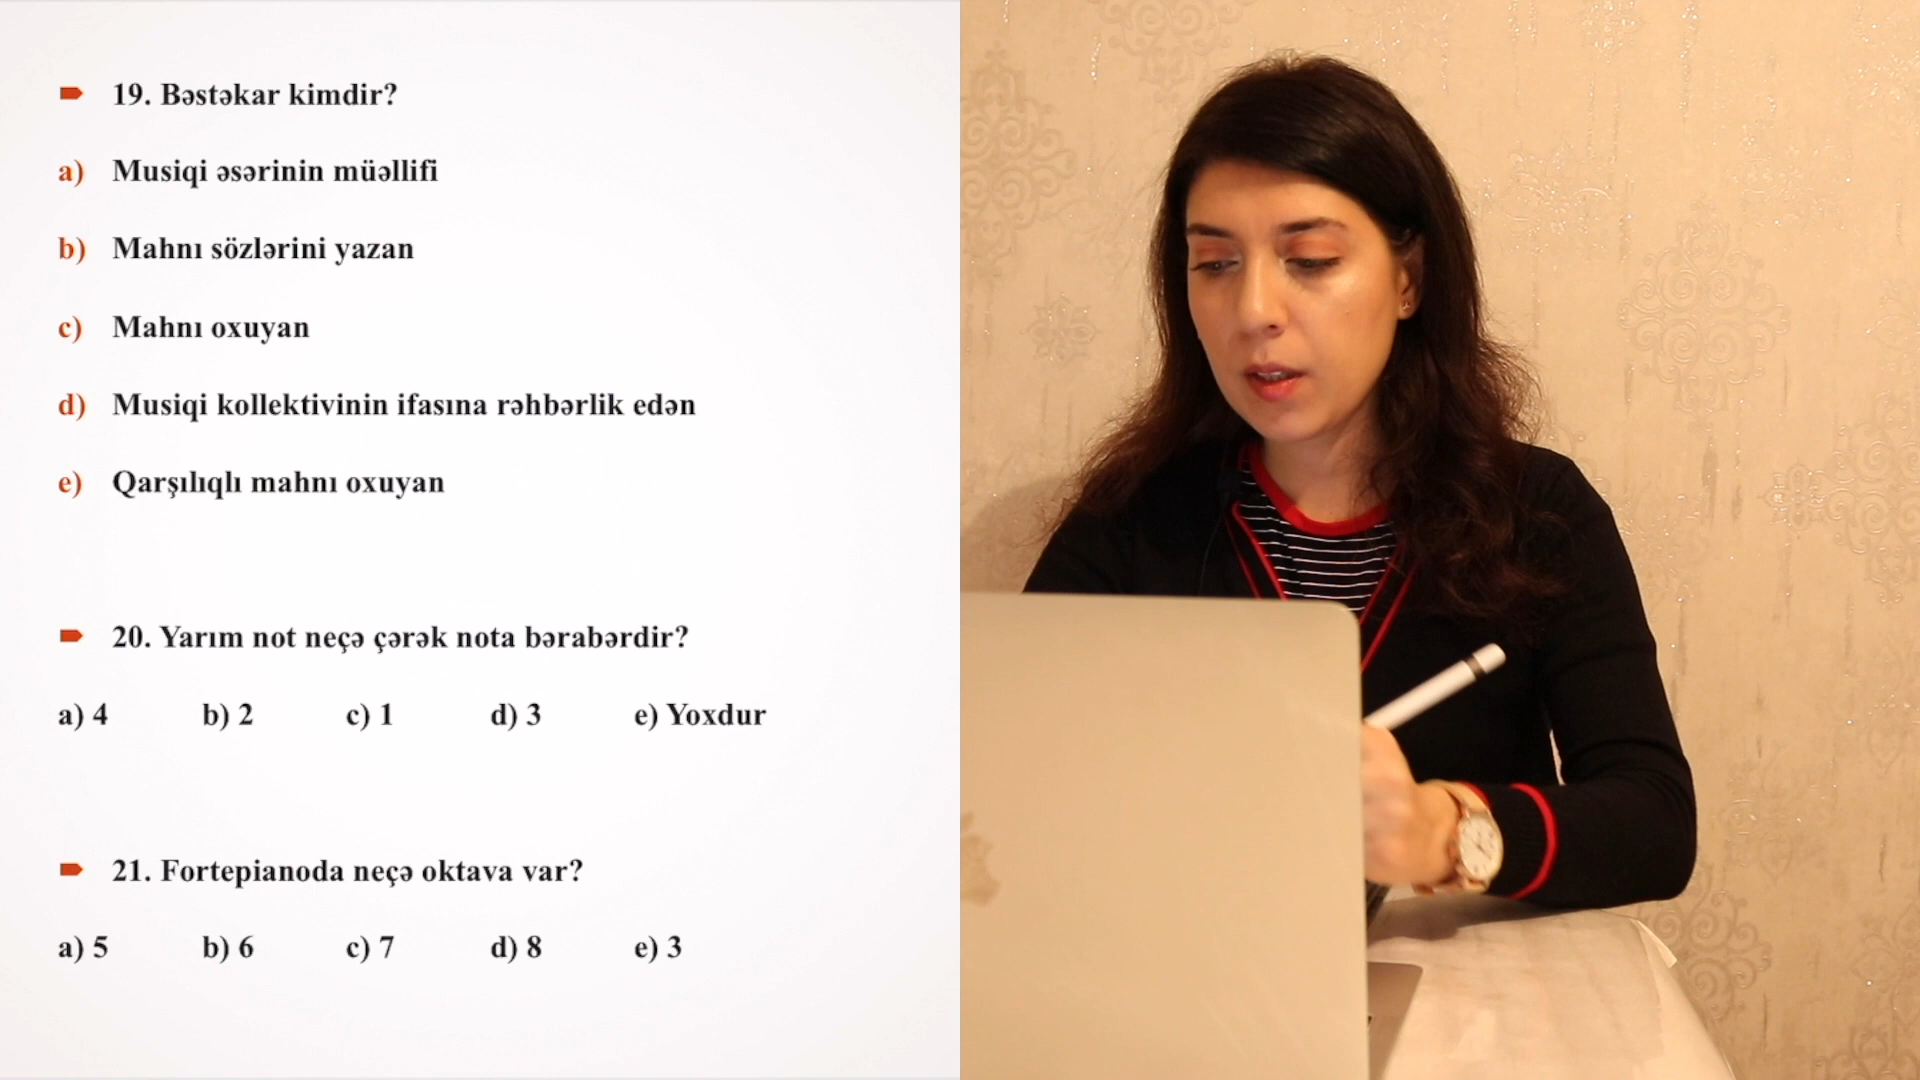 19. Bəstəkar kimdir?
a) Musiqi əsərinin müəllifi
b) Mahnı sözlərini yazan
c) Mahnı oxuyan
d) Musiqi kollektivinin ifasına rəhbərlik edən
e) Qarşılıqlı mahnı oxuyan
20. Yarım not neçə çərək nota bərabərdir?
a) 4 b) 2 c) 1 d) 3 e) Yoxdur
21. Fortepianoda neçə oktava var?
a) 5 b) 6 c) 7 d) 8 e) 3